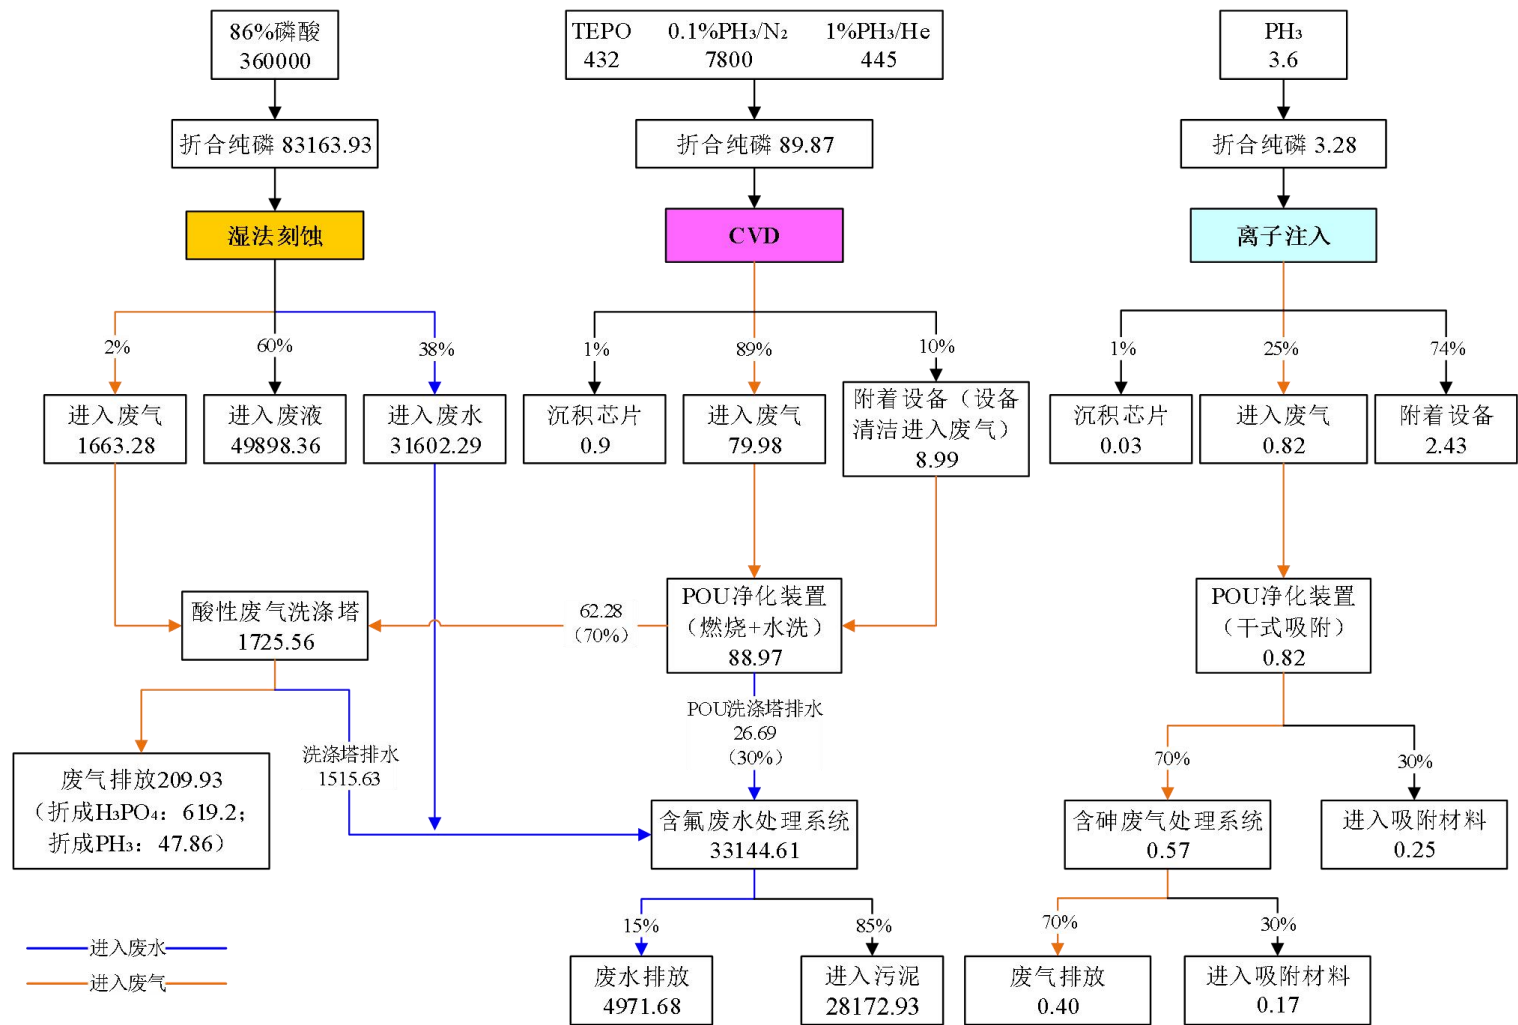 86%磷酸
360000
TEPO 0.1%PH₃/N₂ 1%PH₃/He
432 7800 445
PH₃
3.6
折合纯磷 83163.93
折合纯磷 89.87
折合纯磷 3.28
湿法刻蚀
CVD
离子注入
2%
60%
38%
1%
89%
10%
1%
25%
74%
进入废气
1663.28
进入废液
49898.36
进入废水
31602.29
沉积芯片
0.9
进入废气
79.98
附着设备（设备
清洁进入废气）
8.99
沉积芯片
0.03
进入废气
0.82
附着设备
2.43
酸性废气洗涤塔
1725.56
62.28
（70%）
POU净化装置
（燃烧+水洗）
88.97
POU净化装置
（干式吸附）
0.82
POU洗涤塔排水
26.69
（30%）
洗涤塔排水
1515.63
70%
30%
废气排放209.93
（折成H₃PO₄：619.2；
折成PH₃：47.86）
含氟废水处理系统
33144.61
含砷废气处理系统
0.57
进入吸附材料
0.25
15%
85%
70%
30%
进入废水
进入废气
废水排放
4971.68
进入污泥
28172.93
废气排放
0.40
进入吸附材料
0.17